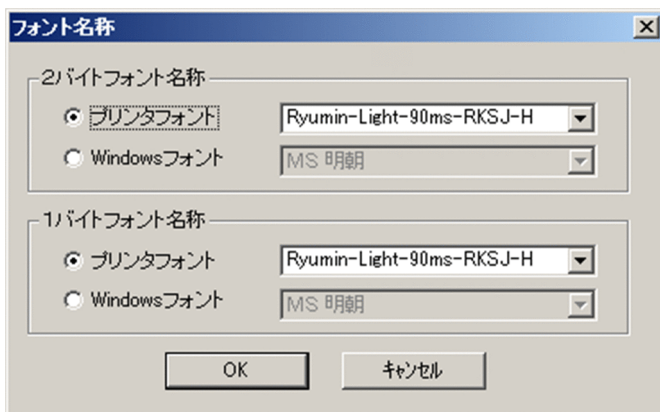 フォント名称
2バイトフォント名称
プリンタフォント Ryumin-Light-90ms-RKSJ-H
Windowsフォント MS 明朝
1バイトフォント名称
プリンタフォント Ryumin-Light-90ms-RKSJ-H
Windowsフォント MS 明朝
OK キャンセル